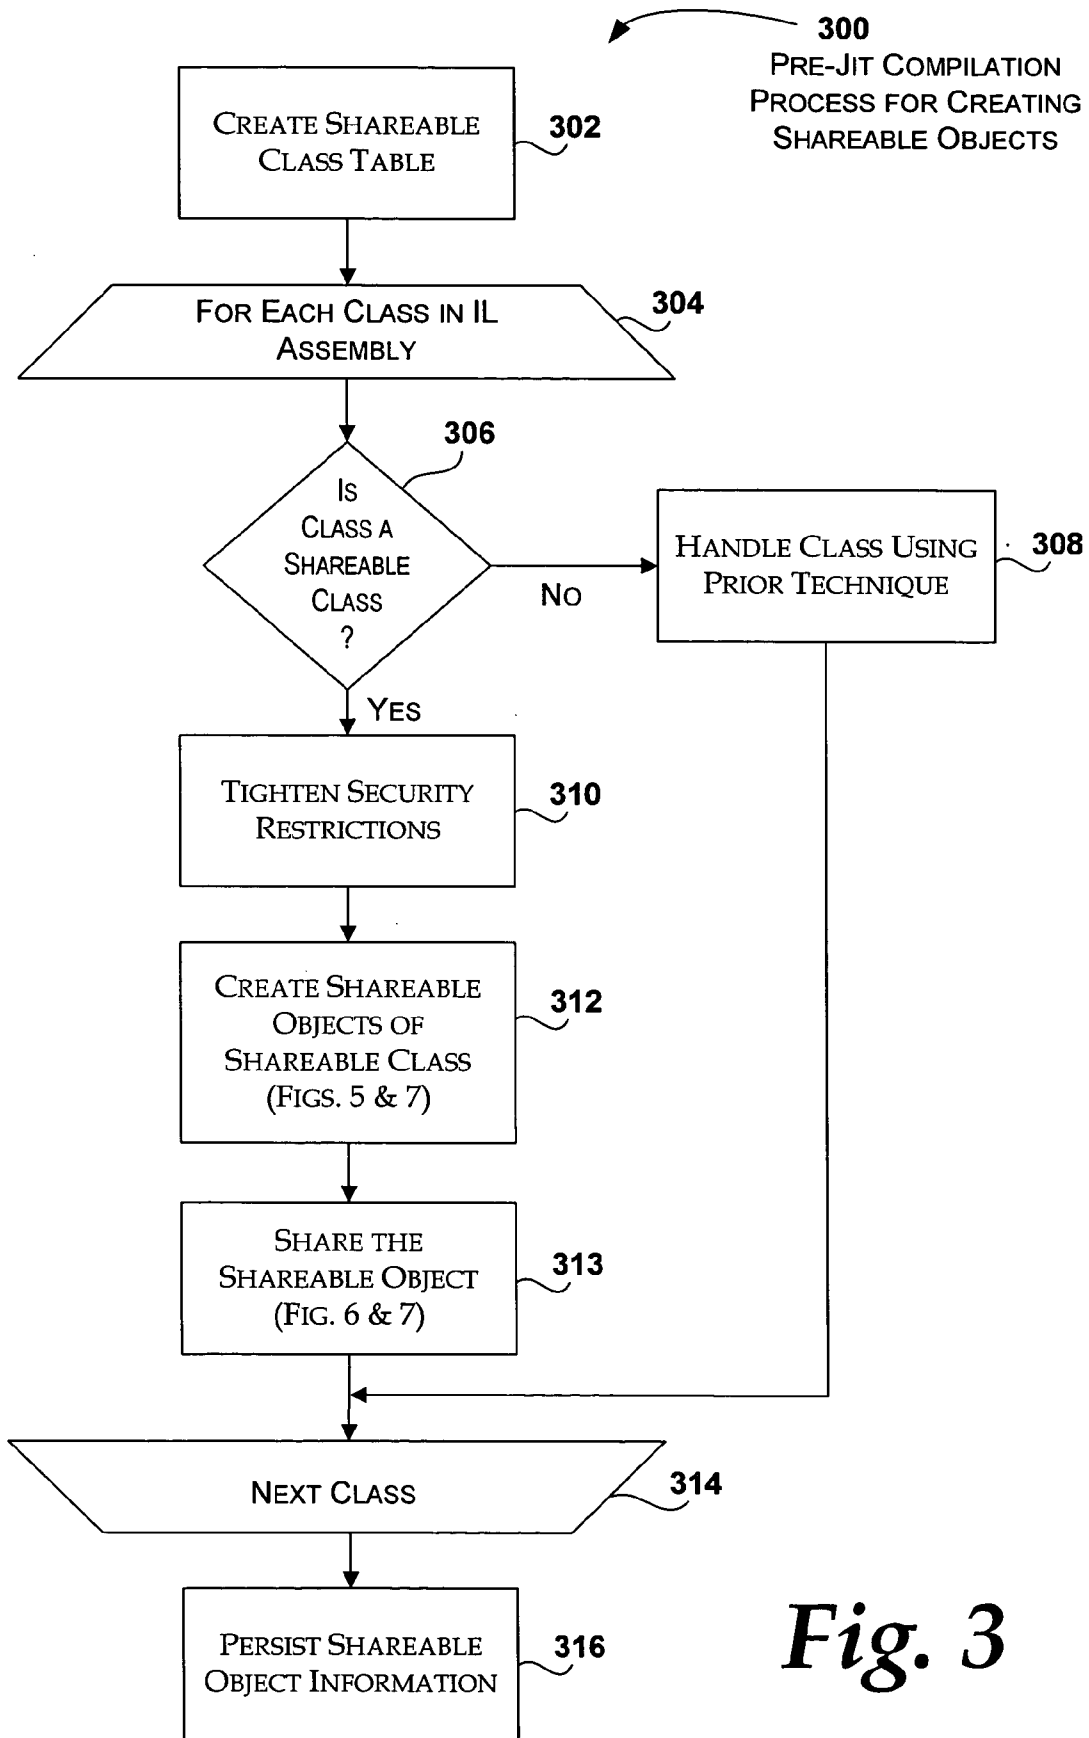 300
PRE-JIT COMPILATION
PROCESS FOR CREATING
SHAREABLE OBJECTS
CREATE SHAREABLE
CLASS TABLE
302
FOR EACH CLASS IN IL
ASSEMBLY
304
306
IS
CLASS A
SHAREABLE
CLASS
?
NO
HANDLE CLASS USING
PRIOR TECHNIQUE
308
YES
TIGHTEN SECURITY
RESTRICTIONS
310
CREATE SHAREABLE
OBJECTS OF
SHAREABLE CLASS
(FIGS. 5 & 7)
312
SHARE THE
SHAREABLE OBJECT
(FIG. 6 & 7)
313
NEXT CLASS
314
PERSIST SHAREABLE
OBJECT INFORMATION
316
Fig. 3